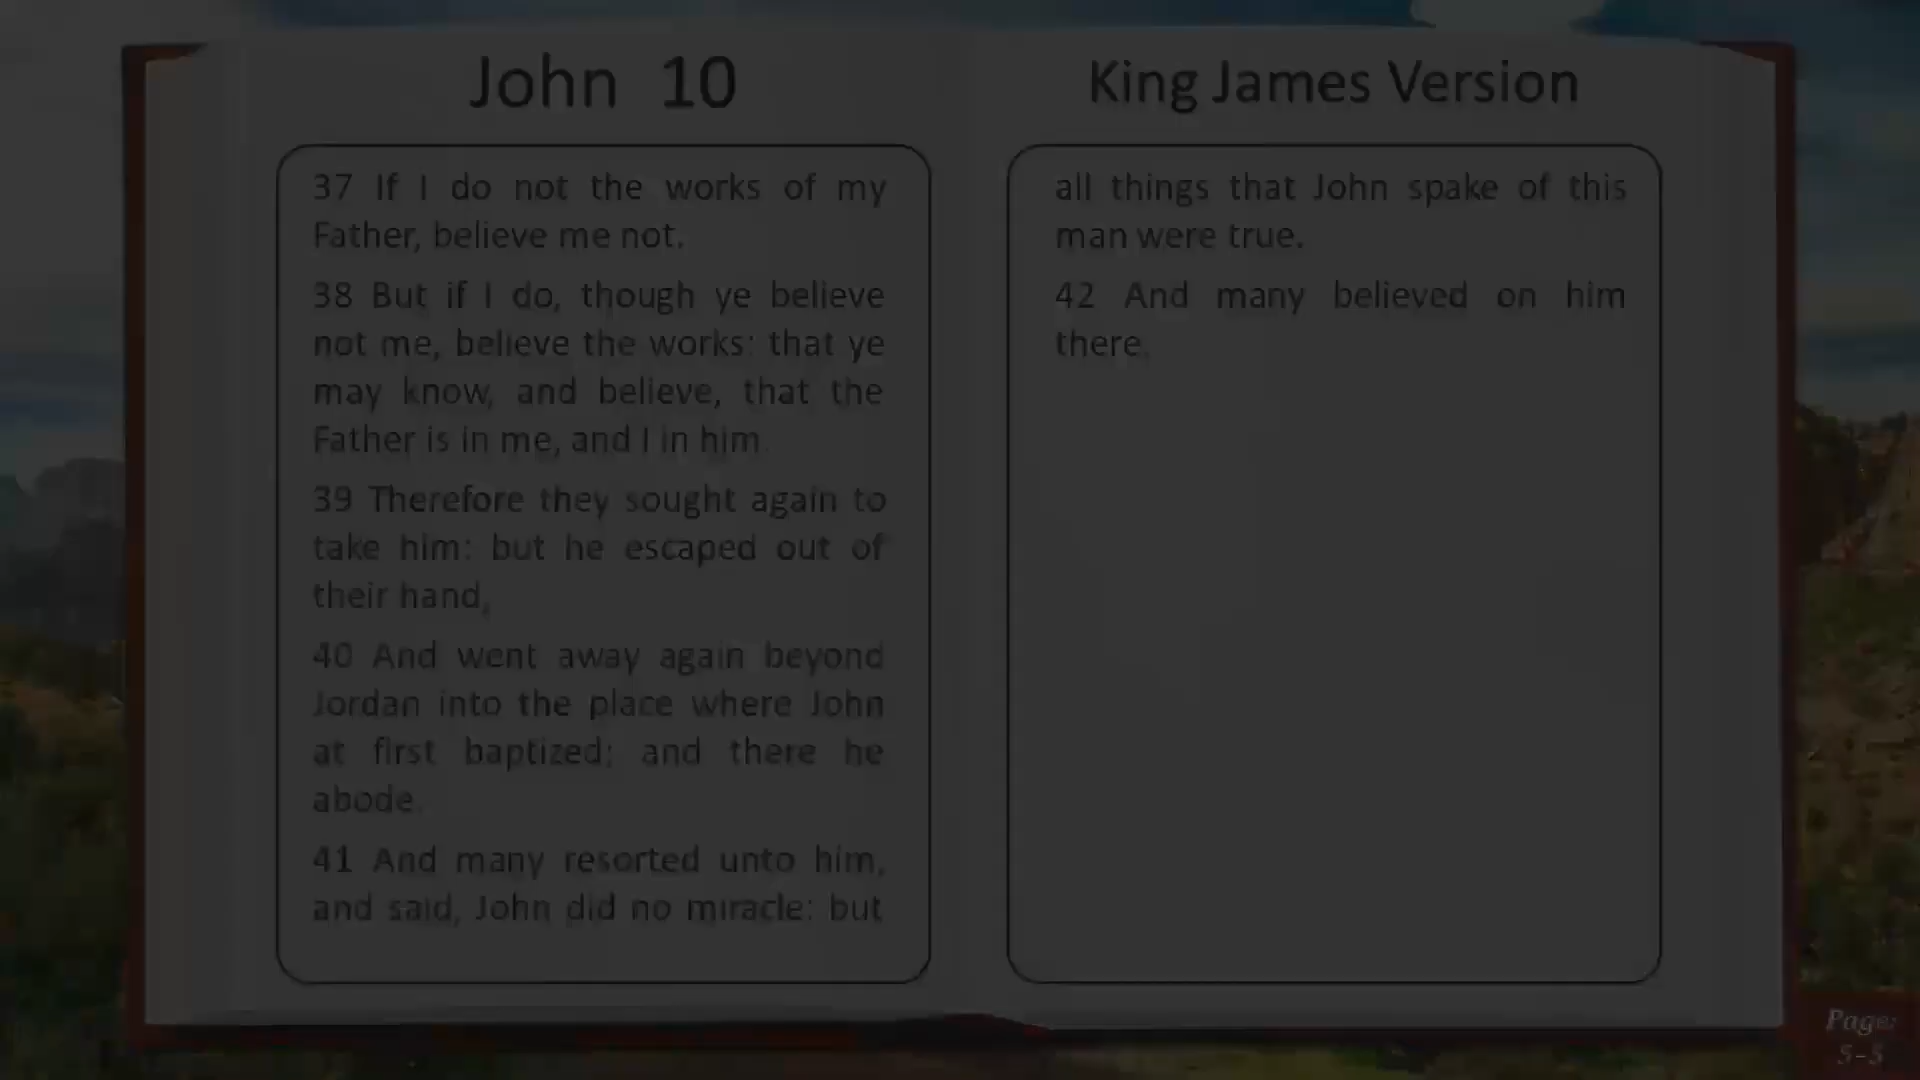 John 10
King James Version
37 If I do not the works of my
Father, believe me not.
38 But if I do, though ye believe
not me, believe the works: that ye
may know, and believe, that the
Father is in me, and I in him.
39 Therefore they sought again to
take him: but he escaped out of
their hand,
40 And went away again beyond
Jordan into the place where John
at first baptized; and there he
abode.
41 And many resorted unto him,
and said, John did no miracle: but
all things that John spake of this
man were true.
42 And many believed on him
there.
Page:
5-5